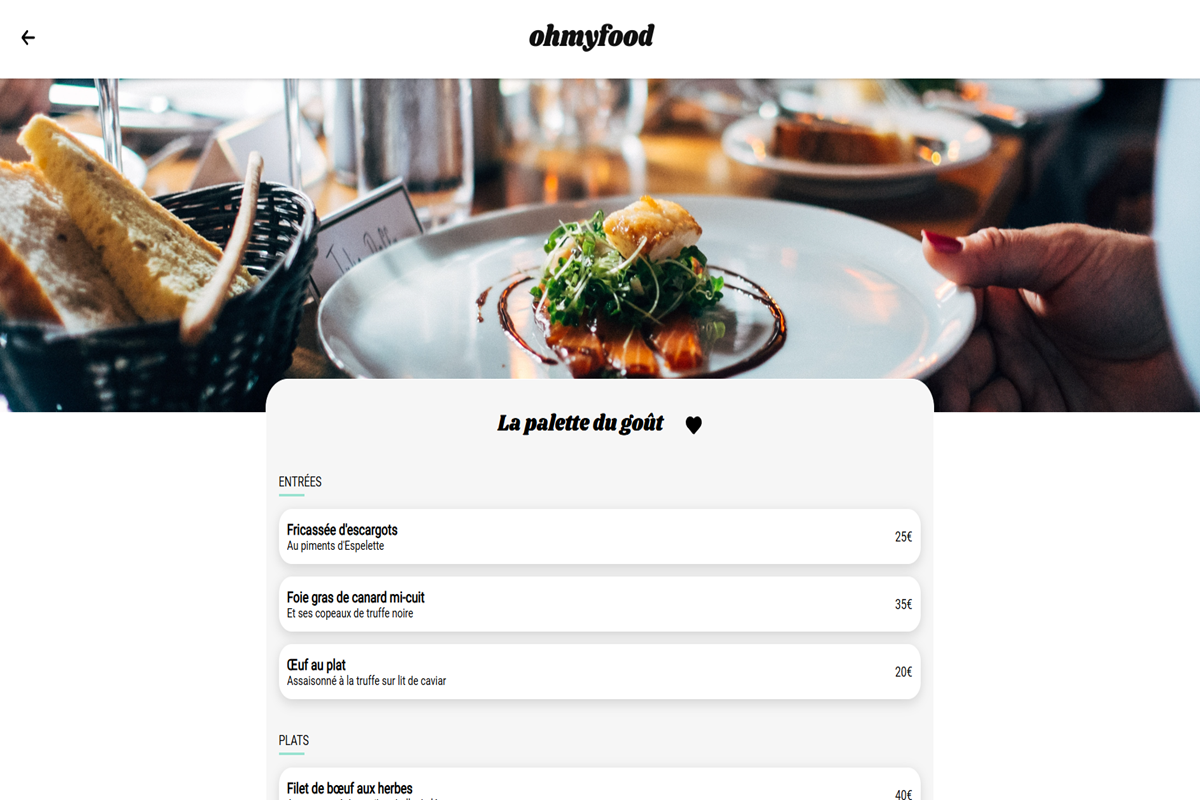 ohmyfood
La palette du goût
ENTRÉES
Fricassée d'escargots
Au piments d'Espelette
25€
Foie gras de canard mi-cuit
Et ses copeaux de truffe noire
35€
Œuf au plat
Assaisonné à la truffe sur lit de caviar
20€
PLATS
Filet de bœuf aux herbes
40€